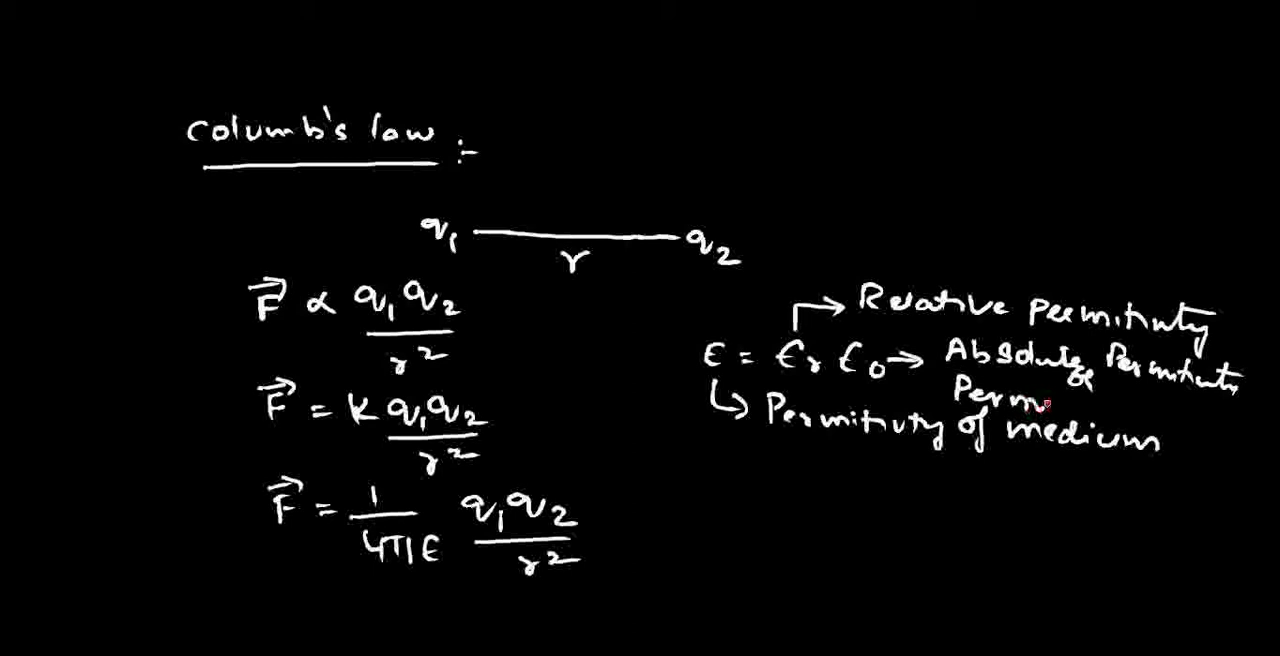 columb's law :-
q₁ q₂
r
F⃗ ∝ q₁q₂
r²
→ Relative Permitivity
ϵ = ϵr ϵ0 → Absolute Permitivity
or
F⃗ = K q₁q₂
r²
Perm
↳ Permitivity of medium
F⃗ = 1 q₁q₂
4πϵ r²